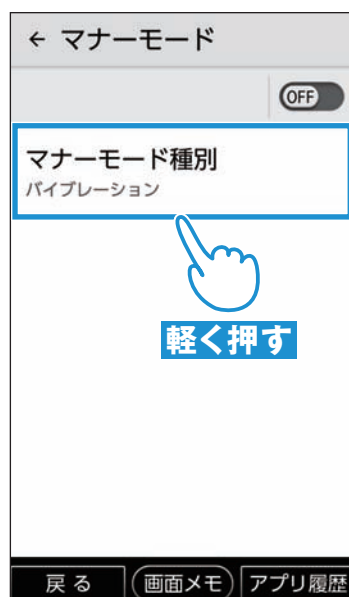 ← マナーモード
OFF
マナーモード種別
バイブレーション
軽く押す
戻る 画面メモ アプリ履歴